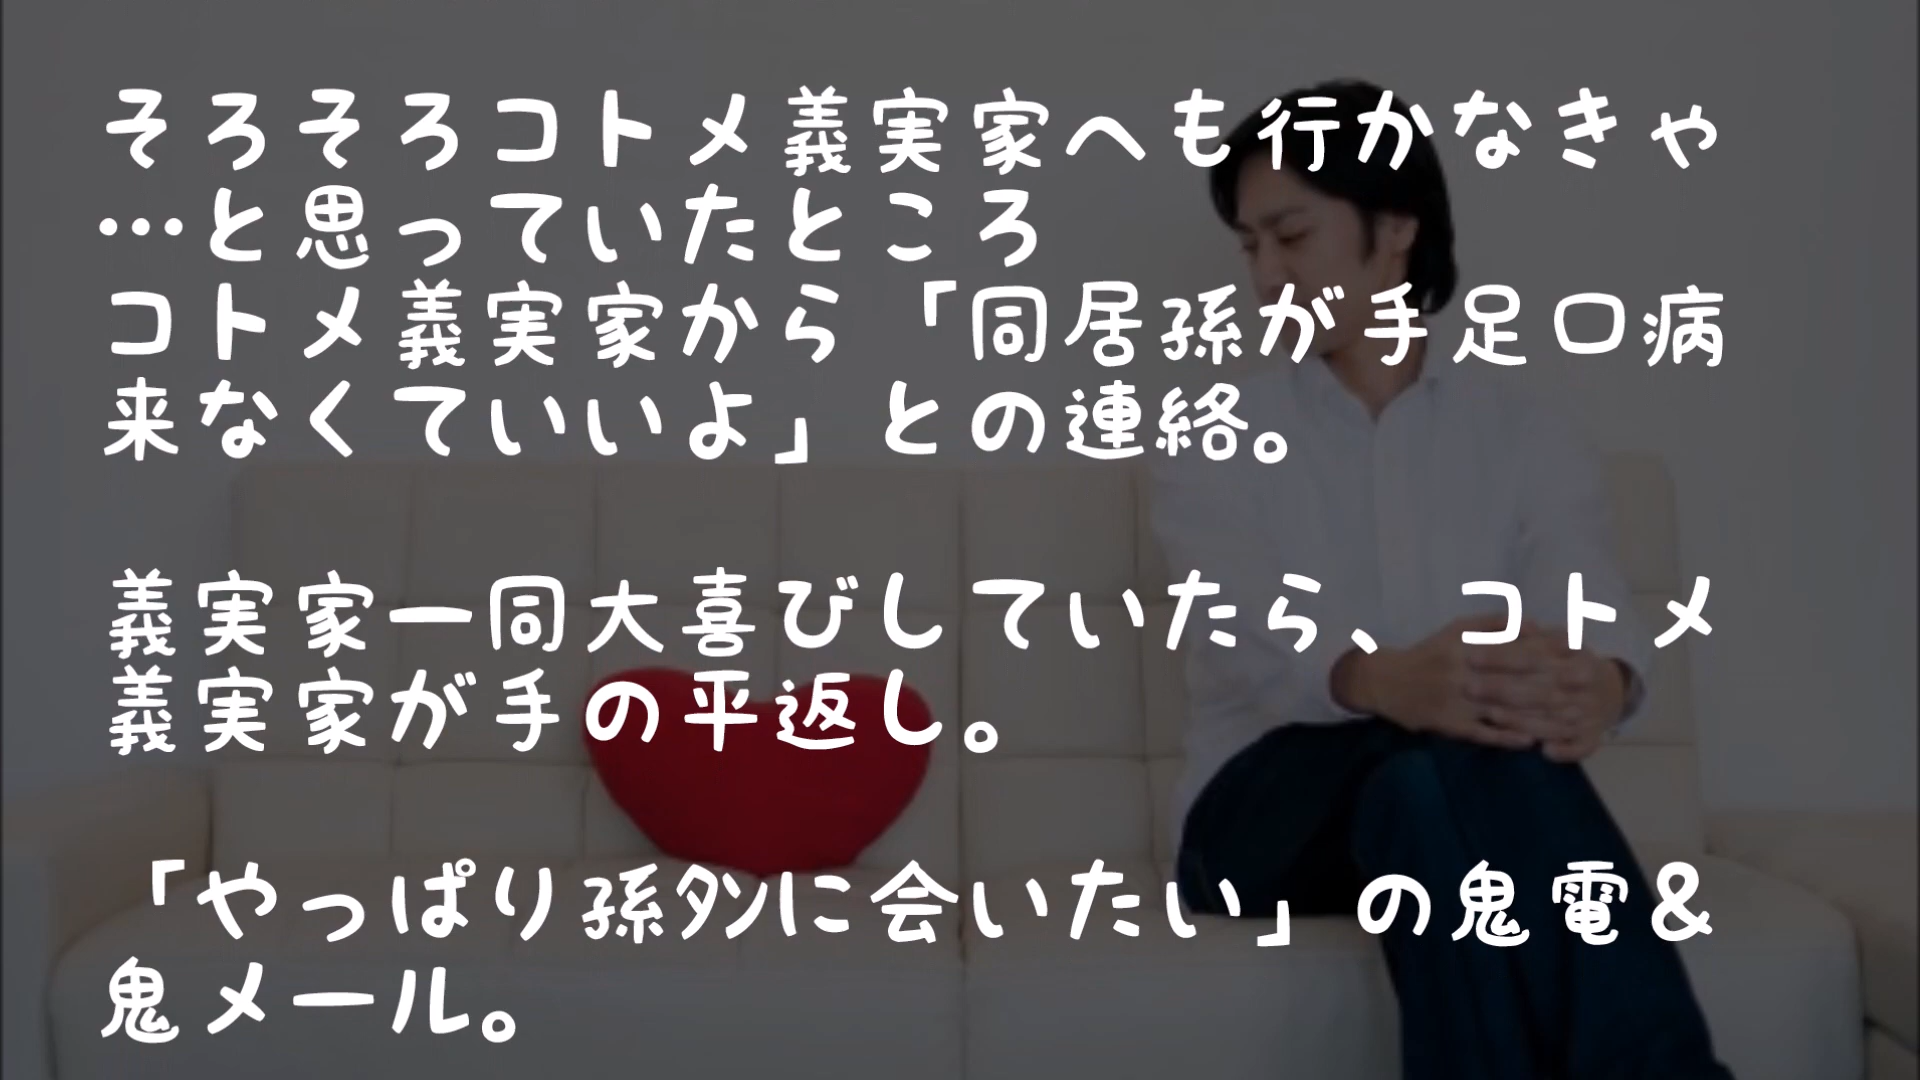 そろそろコトメ義実家へも行かなきゃ
…と思っていたところ
コトメ義実家から「同居孫が手足口病
来なくていいよ」との連絡。
義実家一同大喜びしていたら、コトメ
義実家が手の平返し。
「やっぱり孫ﾀﾝに会いたい」の鬼電＆
鬼メール。